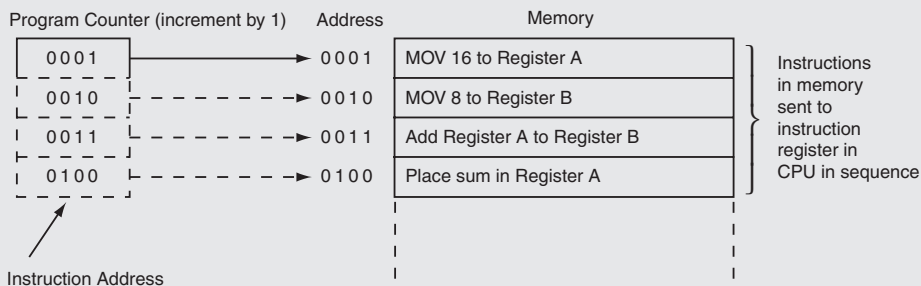 Program Counter (increment by 1) Address Memory
0001 0001 MOV 16 to Register A
0010 0010 MOV 8 to Register B
0011 0011 Add Register A to Register B
0100 0100 Place sum in Register A
Instructions
in memory
sent to
instruction
register in
CPU in sequence
Instruction Address